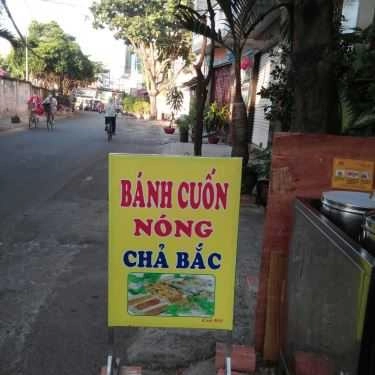 BÁNH CUỐN
NÓNG
CHẢ BẮC